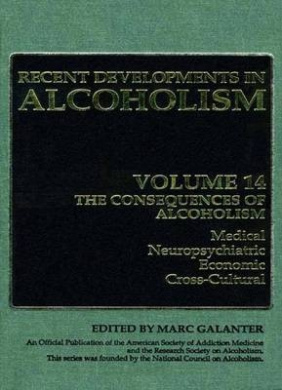 RECENT DEVELOPMENTS IN
ALCOHOLISM
VOLUME 14
THE CONSEQUENCES OF
ALCOHOLISM
Medical
Neuropsychiatric
Economic
Cross-Cultural
EDITED BY MARC GALANTER
An Official Publication of the American Society of Addiction Medicine
and the Research Society on Alcoholism.
This series was founded by the National Council on Alcoholism.